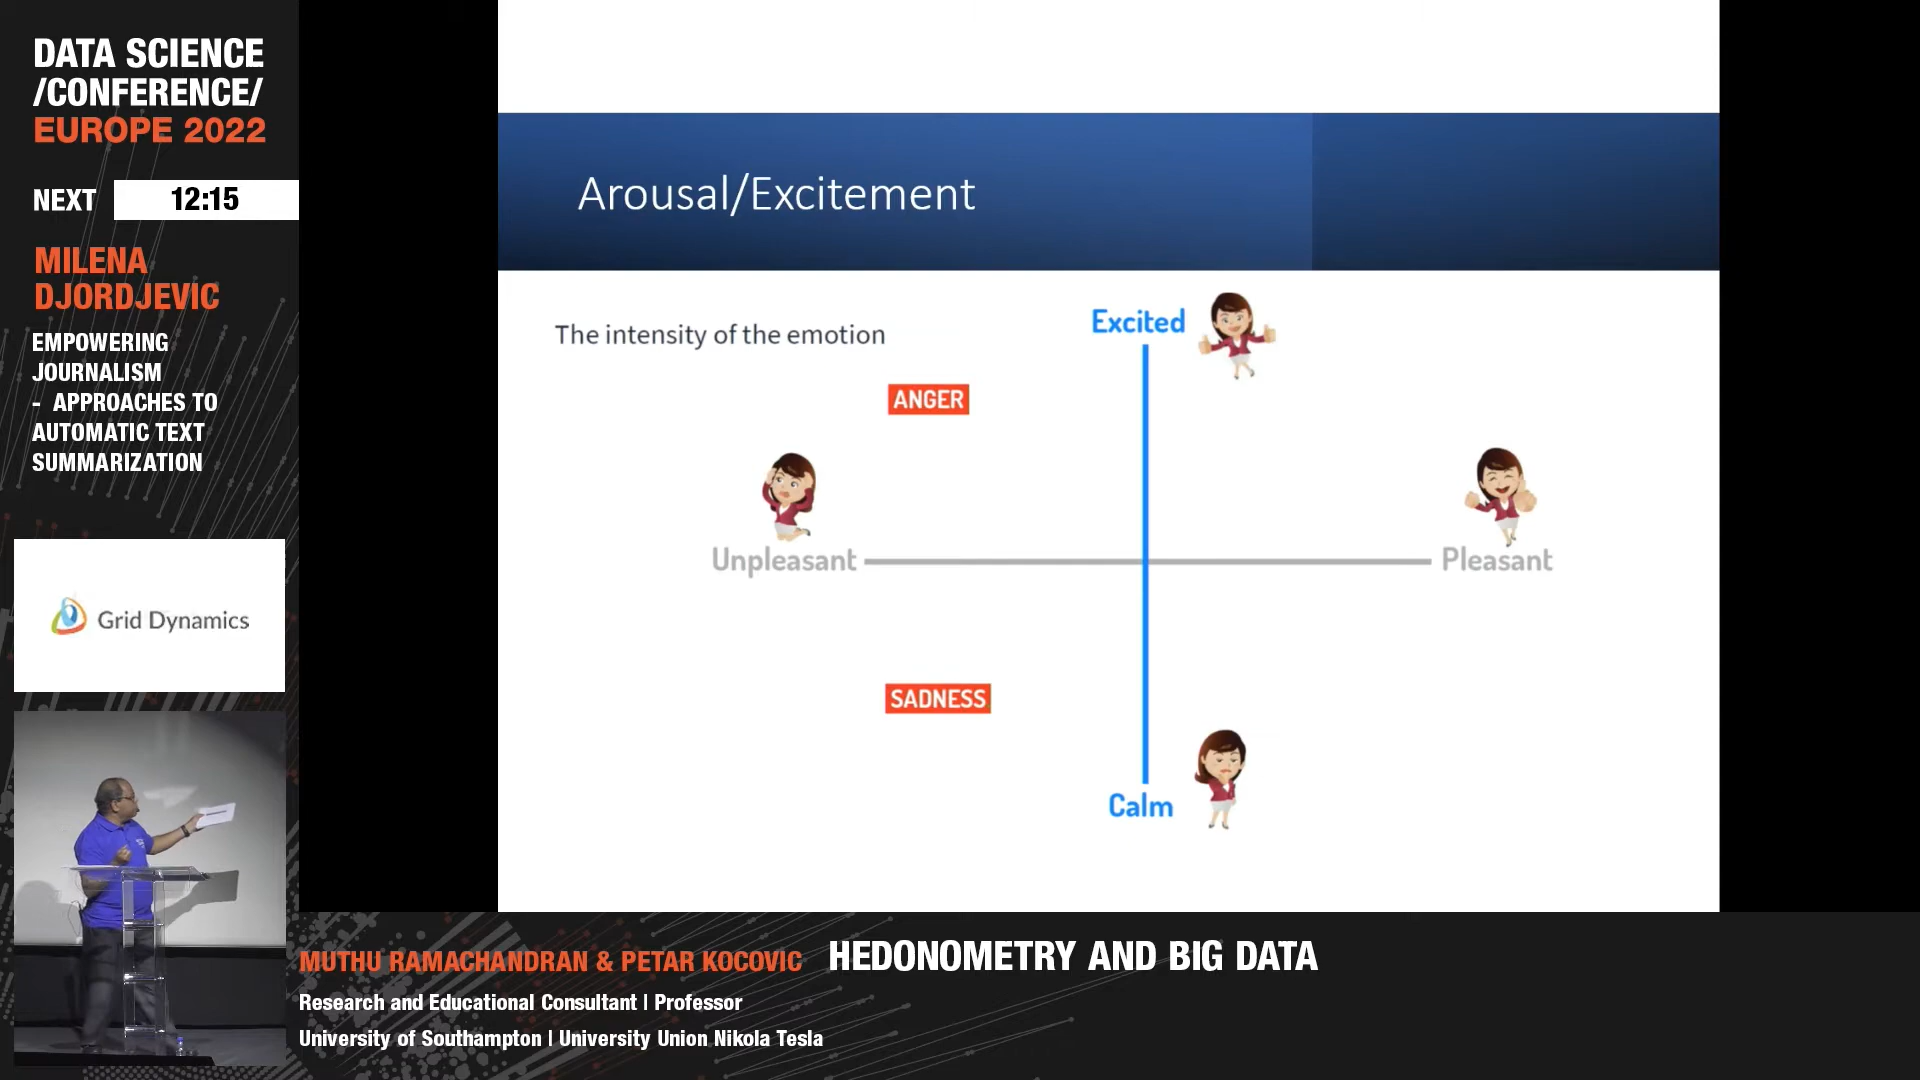 DATA SCIENCE
/CONFERENCE/
EUROPE 2022
NEXT 12:15
MILENA
DJORDJEVIC
EMPOWERING
JOURNALISM
- APPROACHES TO
AUTOMATIC TEXT
SUMMARIZATION
Grid Dynamics
Arousal/Excitement
The intensity of the emotion
Excited
ANGER
Unpleasant
Pleasant
SADNESS
Calm
MUTHU RAMACHANDRAN & PETAR KOCOVIC HEDONOMETRY AND BIG DATA
Research and Educational Consultant | Professor
University of Southampton | University Union Nikola Tesla